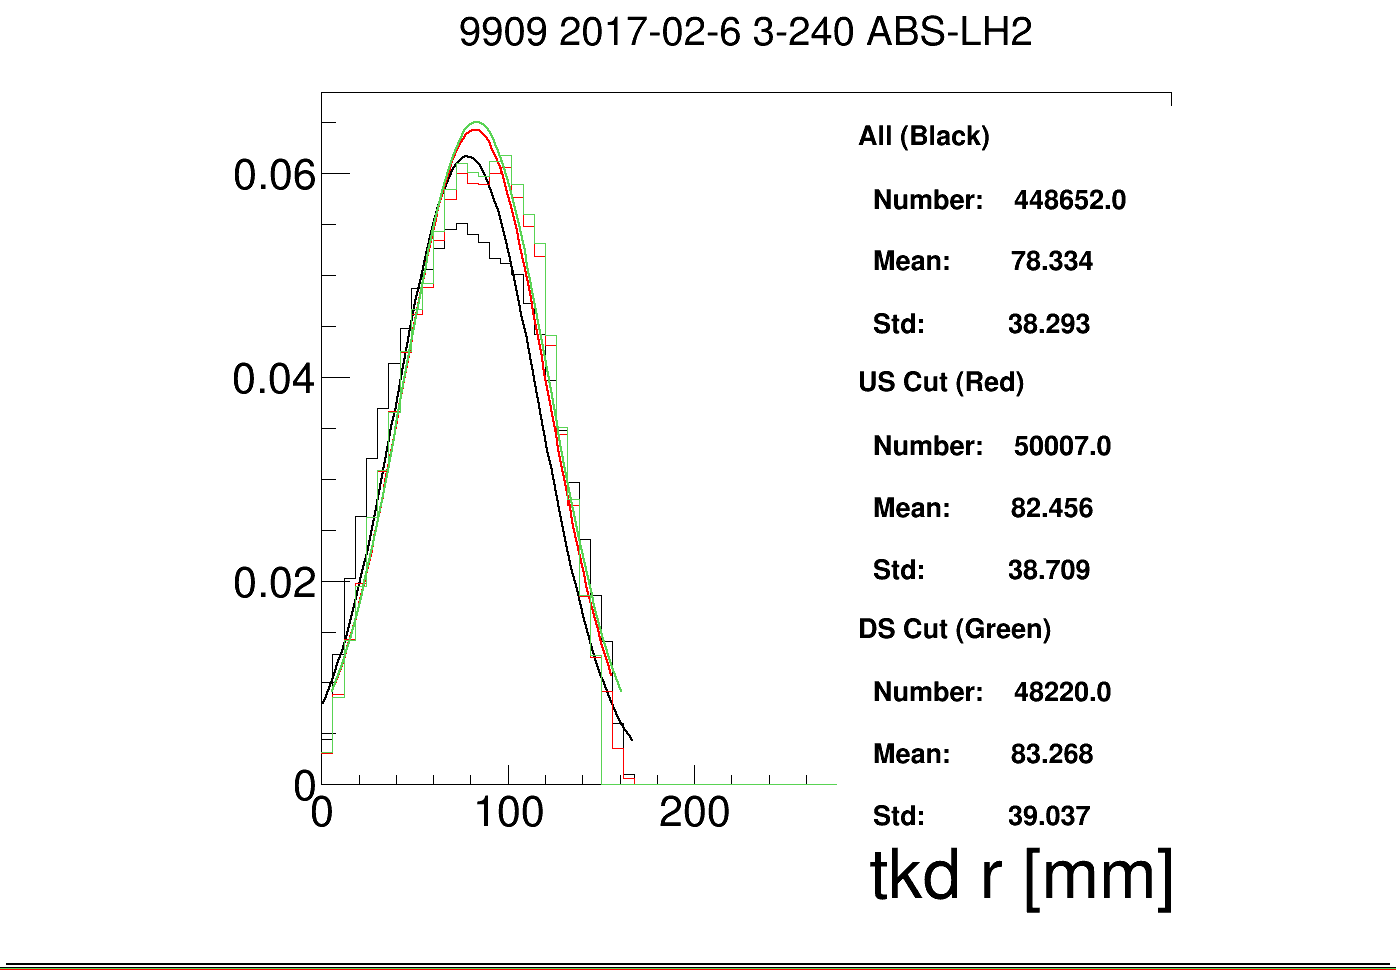 9909 2017-02-6 3-240 ABS-LH2
All (Black)
0.06
Number: 448652.0
Mean: 78.334
Std: 38.293
0.04
US Cut (Red)
Number: 50007.0
Mean: 82.456
Std: 38.709
0.02
DS Cut (Green)
Number: 48220.0
Mean: 83.268
0
Std: 39.037
0 100 200
tkd r [mm]